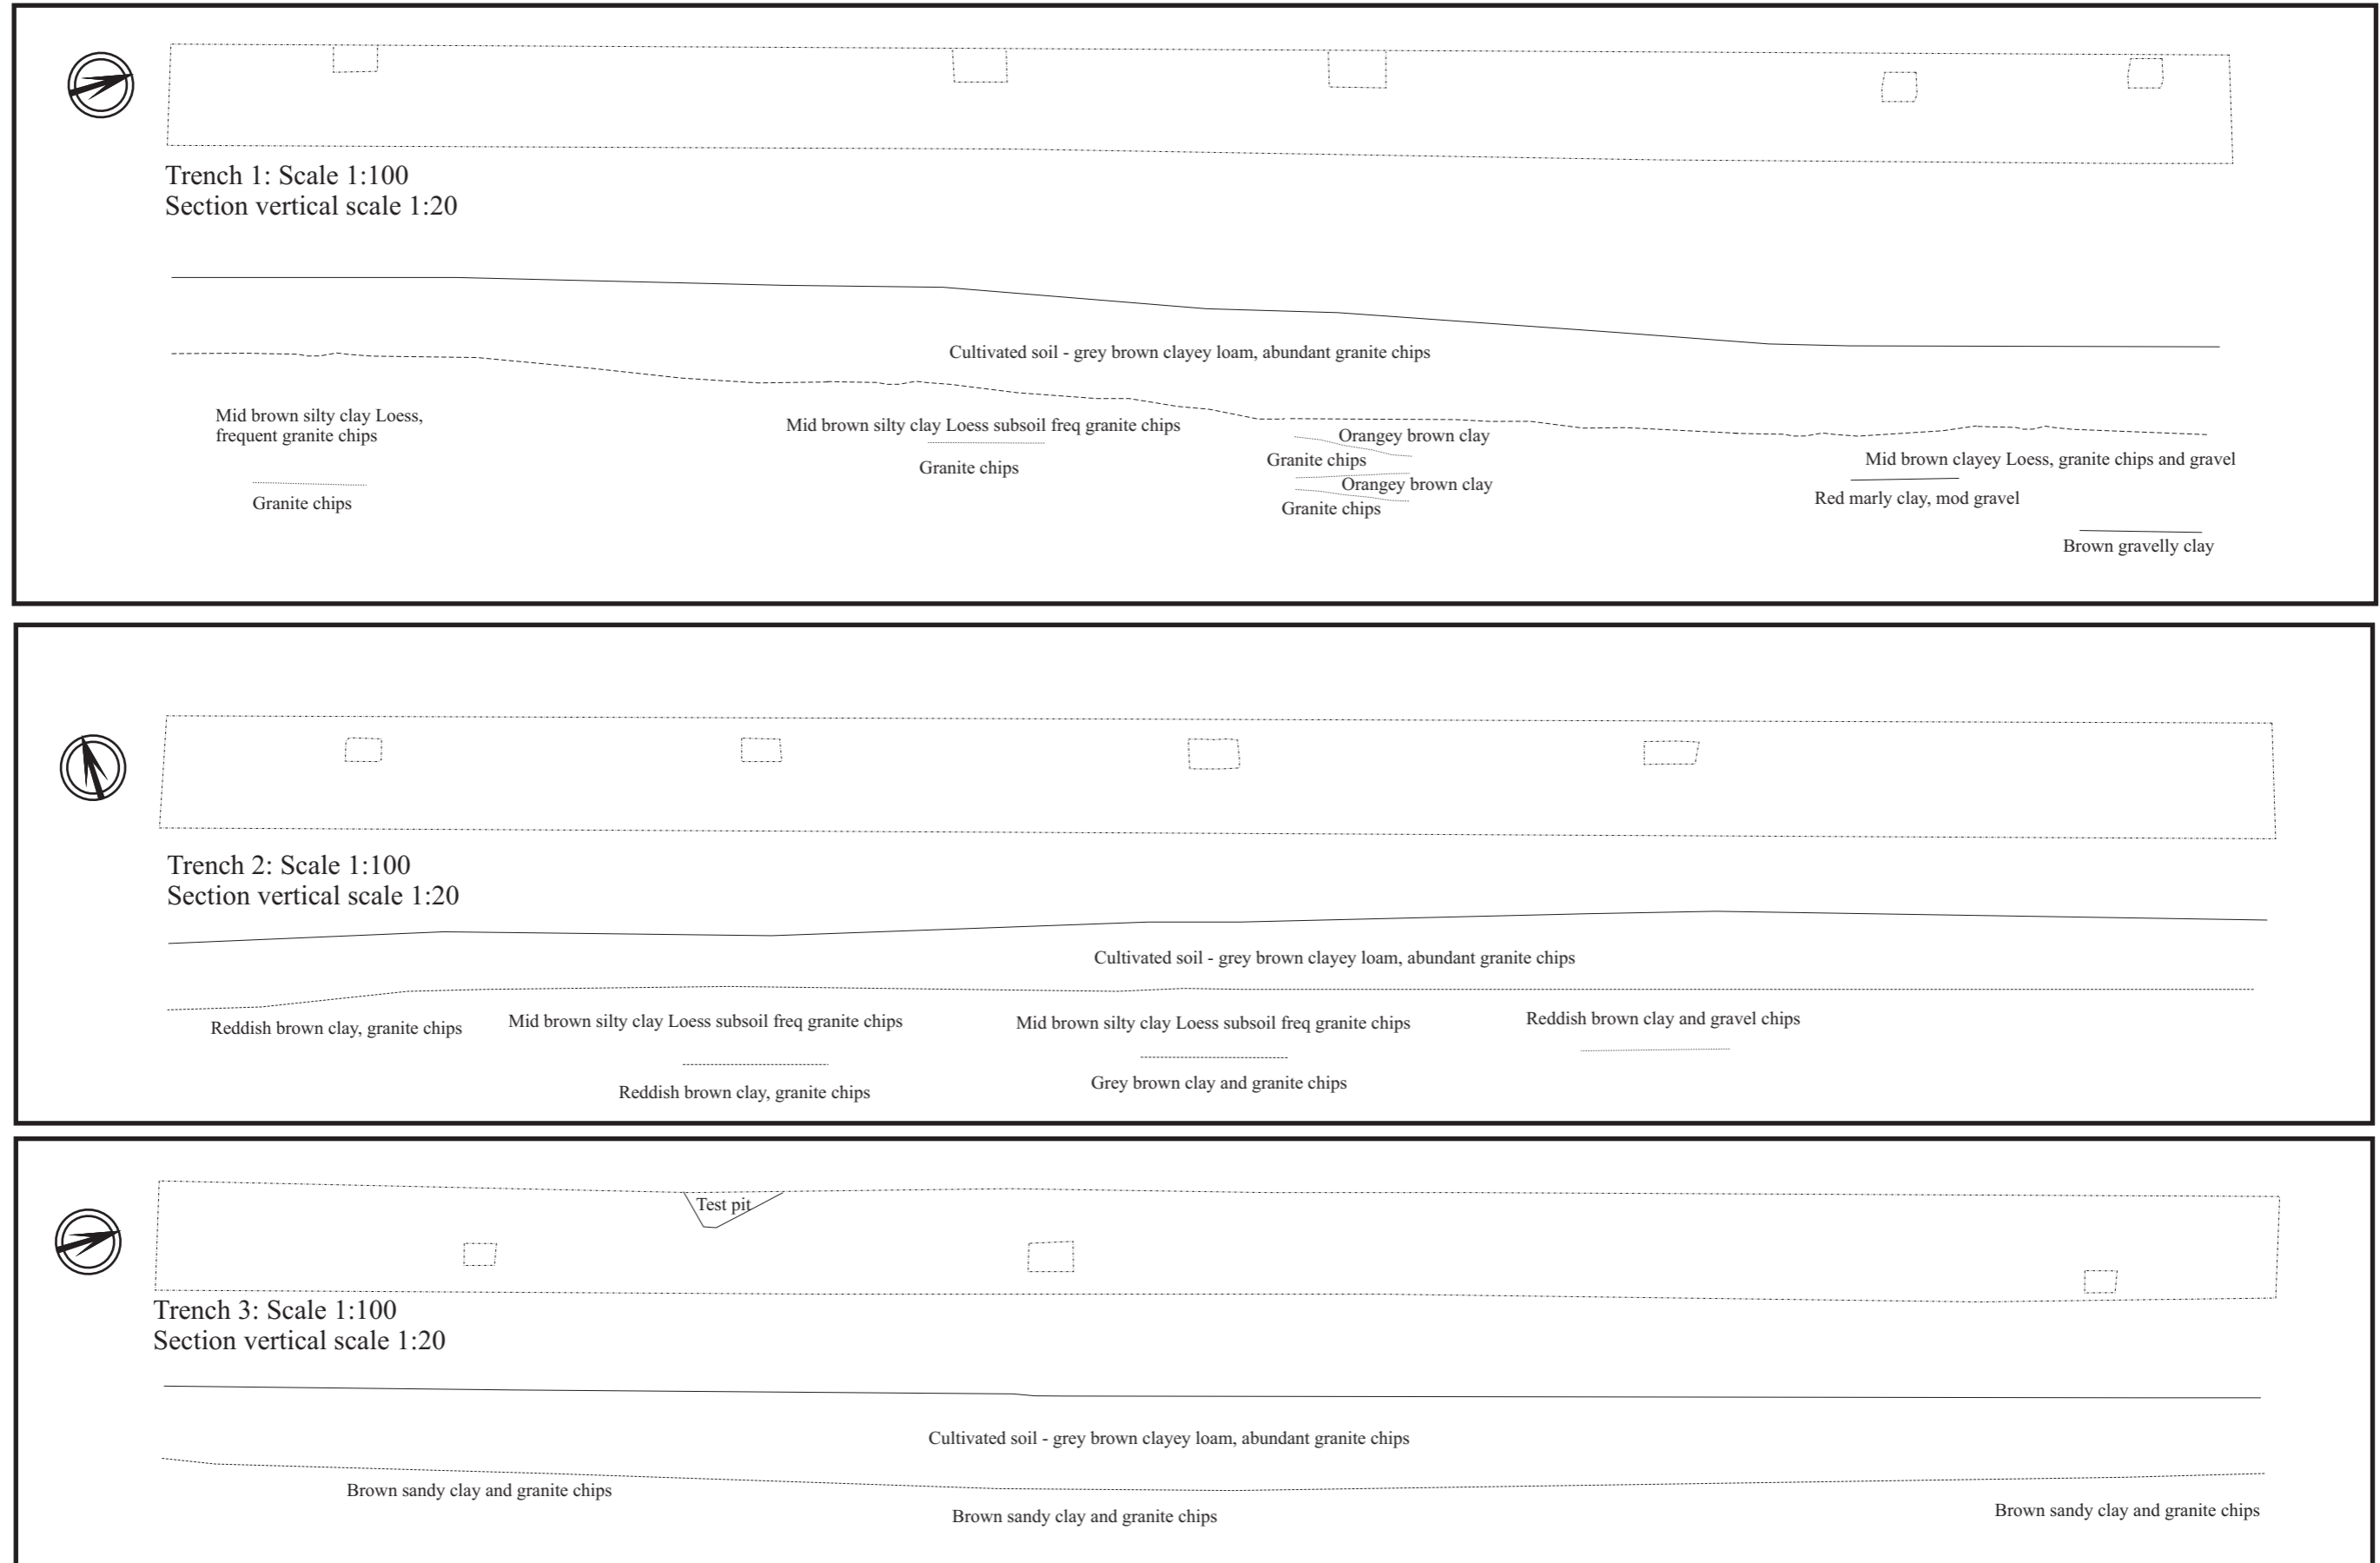 Trench 1: Scale 1:100
Section vertical scale 1:20
Cultivated soil - grey brown clayey loam, abundant granite chips
Mid brown silty clay Loess,
frequent granite chips
Granite chips
Mid brown silty clay Loess subsoil freq granite chips
Granite chips
Orangey brown clay
Granite chips
Orangey brown clay
Granite chips
Mid brown clayey Loess, granite chips and gravel
Red marly clay, mod gravel
Brown gravelly clay
Trench 2: Scale 1:100
Section vertical scale 1:20
Cultivated soil - grey brown clayey loam, abundant granite chips
Reddish brown clay, granite chips
Mid brown silty clay Loess subsoil freq granite chips
Reddish brown clay, granite chips
Mid brown silty clay Loess subsoil freq granite chips
Grey brown clay and granite chips
Reddish brown clay and gravel chips
Test pit
Trench 3: Scale 1:100
Section vertical scale 1:20
Cultivated soil - grey brown clayey loam, abundant granite chips
Brown sandy clay and granite chips
Brown sandy clay and granite chips
Brown sandy clay and granite chips